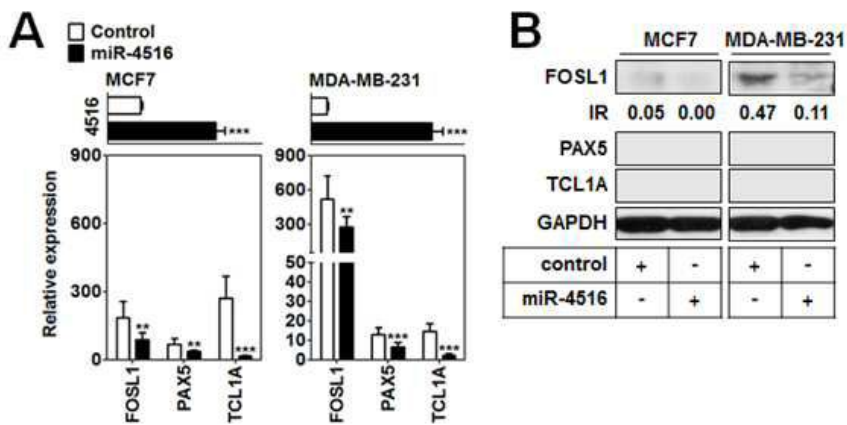 A
Control
miR-4516
MCF7
MDA-MB-231
4516
***
***
Relative expression
900
600
300
0
**
**
***
FOSL1
PAX5
TCL1A
900
600
300
50
40
30
20
10
0
**
***
***
FOSL1
PAX5
TCL1A
B
MCF7 MDA-MB-231
FOSL1
IR 0.05 0.00 0.47 0.11
PAX5
TCL1A
GAPDH
control + - + -
miR-4516 - + - +